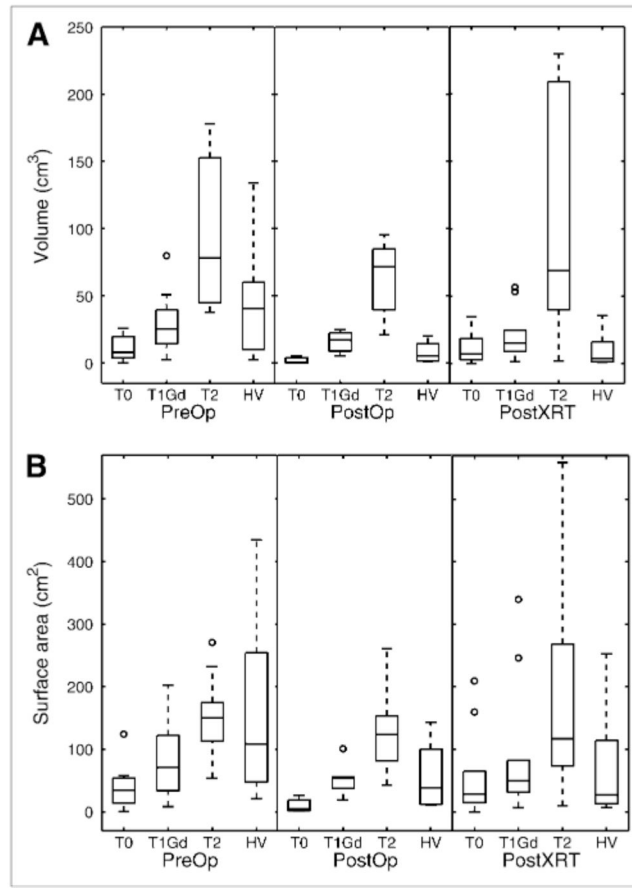 A
250
200
150
100
50
0
Volume (cm³)
T0 T1Gd T2 HV T0 T1Gd T2 HV T0 T1Gd T2 HV
PreOp PostOp PostXRT
B
500
400
300
200
100
0
Surface area (cm²)
T0 T1Gd T2 HV T0 T1Gd T2 HV T0 T1Gd T2 HV
PreOp PostOp PostXRT